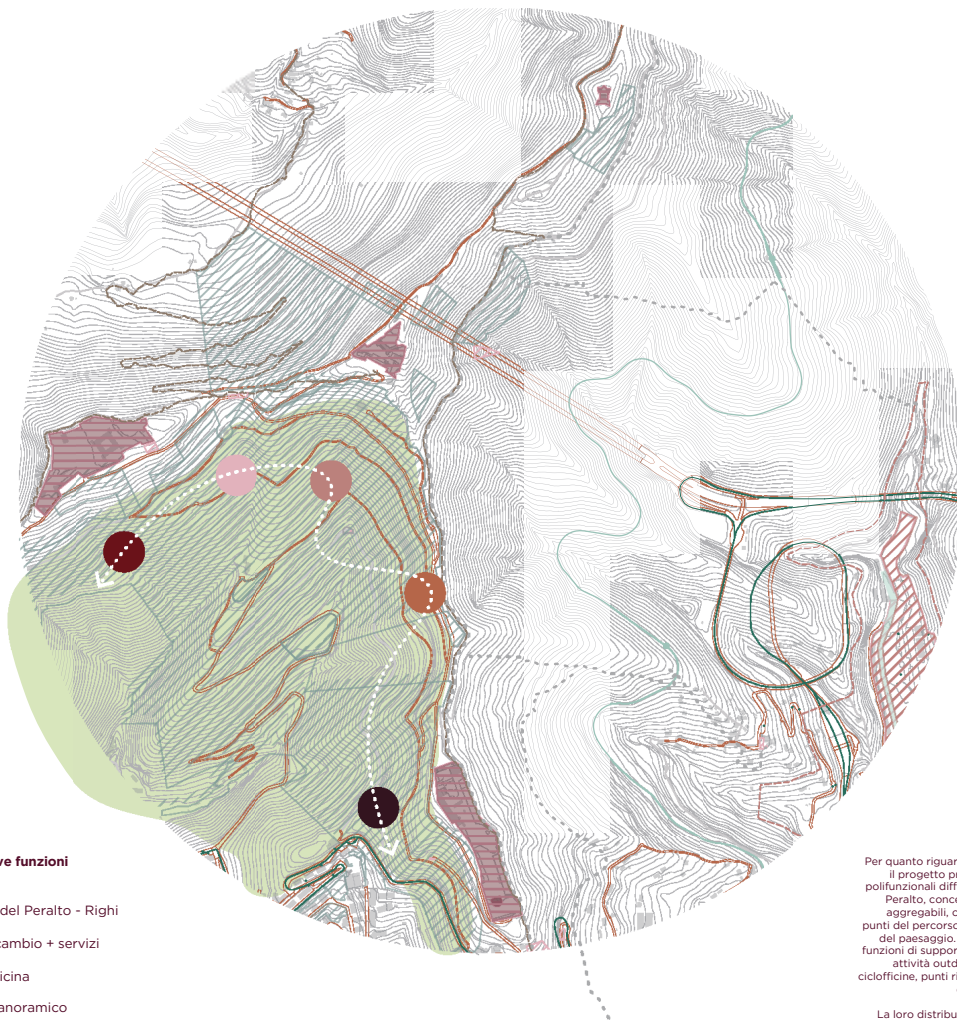 ve funzioni
del Peralto - Righi
cambio + servizi
icina
anoramico
Per quanto riguar
il progetto pr
polifunzionali diff
Peralto, conce
aggregabili, c
punti del percorso
del paesaggio.
funzioni di suppor
attività outd
ciclofficine, punti ri
La loro distribu